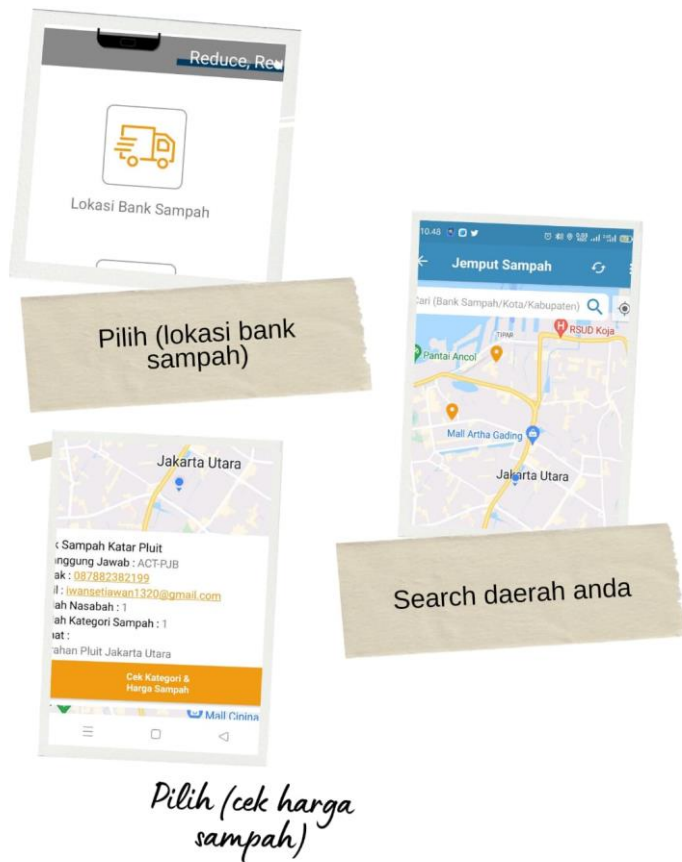 Reduce, Reu
Lokasi Bank Sampah
Pilih (lokasi bank
sampah)
10.48
Jemput Sampah
Cari (Bank Sampah/Kota/Kabupaten)
TIPAR
RSUD Koja
Pantai Ancol
Mall Artha Gading
Jakarta Utara
Search daerah anda
Jakarta Utara
k Sampah Katar Pluit
nggung Jawab : ACT-PJB
ak : 087882382199
il : iwansetiawan1320@gmail.com
ah Nasabah : 1
ah Kategori Sampah : 1
at :
rahan Pluit Jakarta Utara
Cek Kategori &
Harga Sampah
Mall Cipina
Pilih (cek harga
sampah)